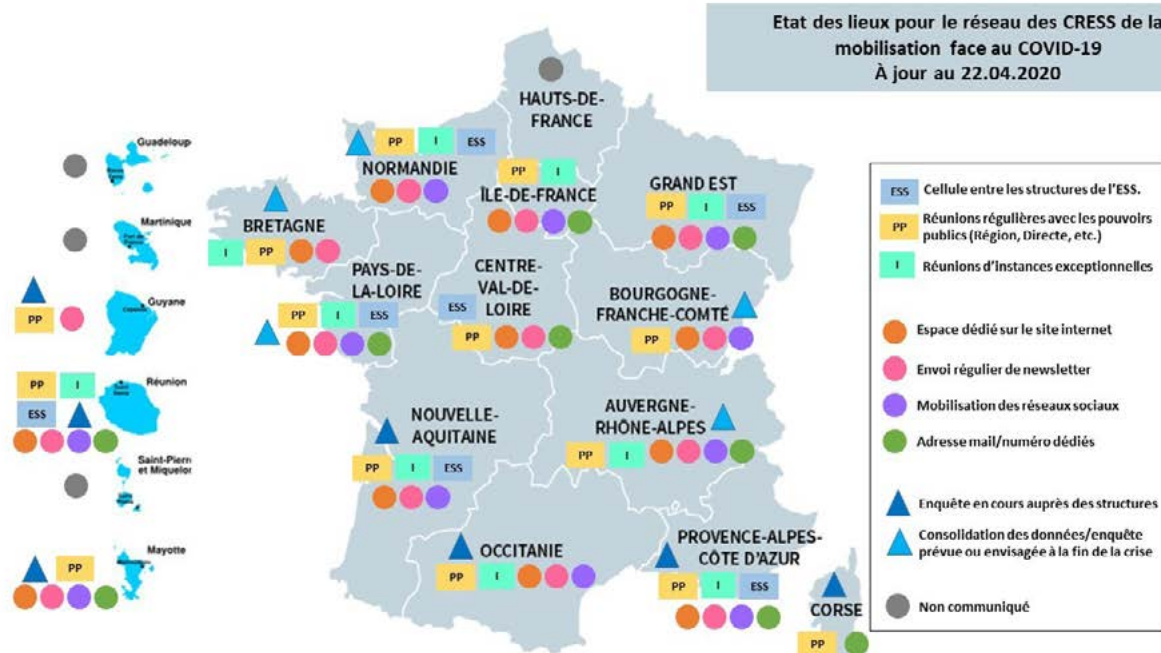 Etat des lieux pour le réseau des CRESS de la
mobilisation face au COVID-19
À jour au 22.04.2020
HAUTS-DE-
FRANCE
PP I ESS
NORMANDIE
PP I
ÎLE-DE-FRANCE
GRAND EST
PP I ESS
BRETAGNE
I PP
PAYS-DE-
LA-LOIRE
PP I ESS
CENTRE-
VAL-DE-
LOIRE
ESS
PP
BOURGOGNE-
FRANCHE-COMTÉ
PP
NOUVELLE-
AQUITAINE
PP I ESS
AUVERGNE-
RHÔNE-ALPES
PP I
OCCITANIE
PP I
PROVENCE-ALPES-
CÔTE D'AZUR
PP I ESS
CORSE
PP
Guadeloup
Martinique
Guyane
PP
Réunion
PP I
ESS
Saint-Pierre
et Miquelon
Mayotte
PP
ESS Cellule entre les structures de l'ESS.
PP Réunions régulières avec les pouvoirs
publics (Région, Directe, etc.)
I Réunions d'instances exceptionnelles
Espace dédié sur le site internet
Envoi régulier de newsletter
Mobilisation des réseaux sociaux
Adresse mail/numéro dédiés
Enquête en cours auprès des structures
Consolidation des données/enquête
prévue ou envisagée à la fin de la crise
Non communiqué